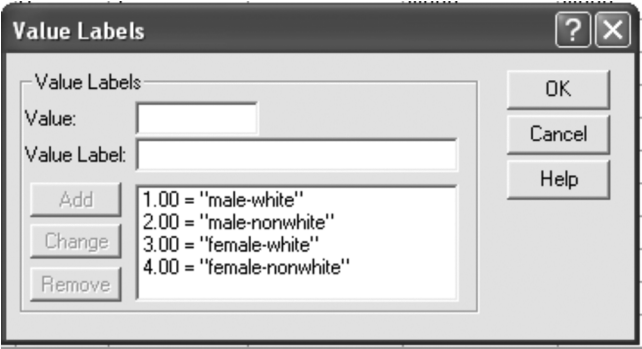 Value Labels
? X
Value Labels
OK
Value:
Cancel
Value Label:
Help
Add
Change
Remove
1.00 = "male-white"
2.00 = "male-nonwhite"
3.00 = "female-white"
4.00 = "female-nonwhite"